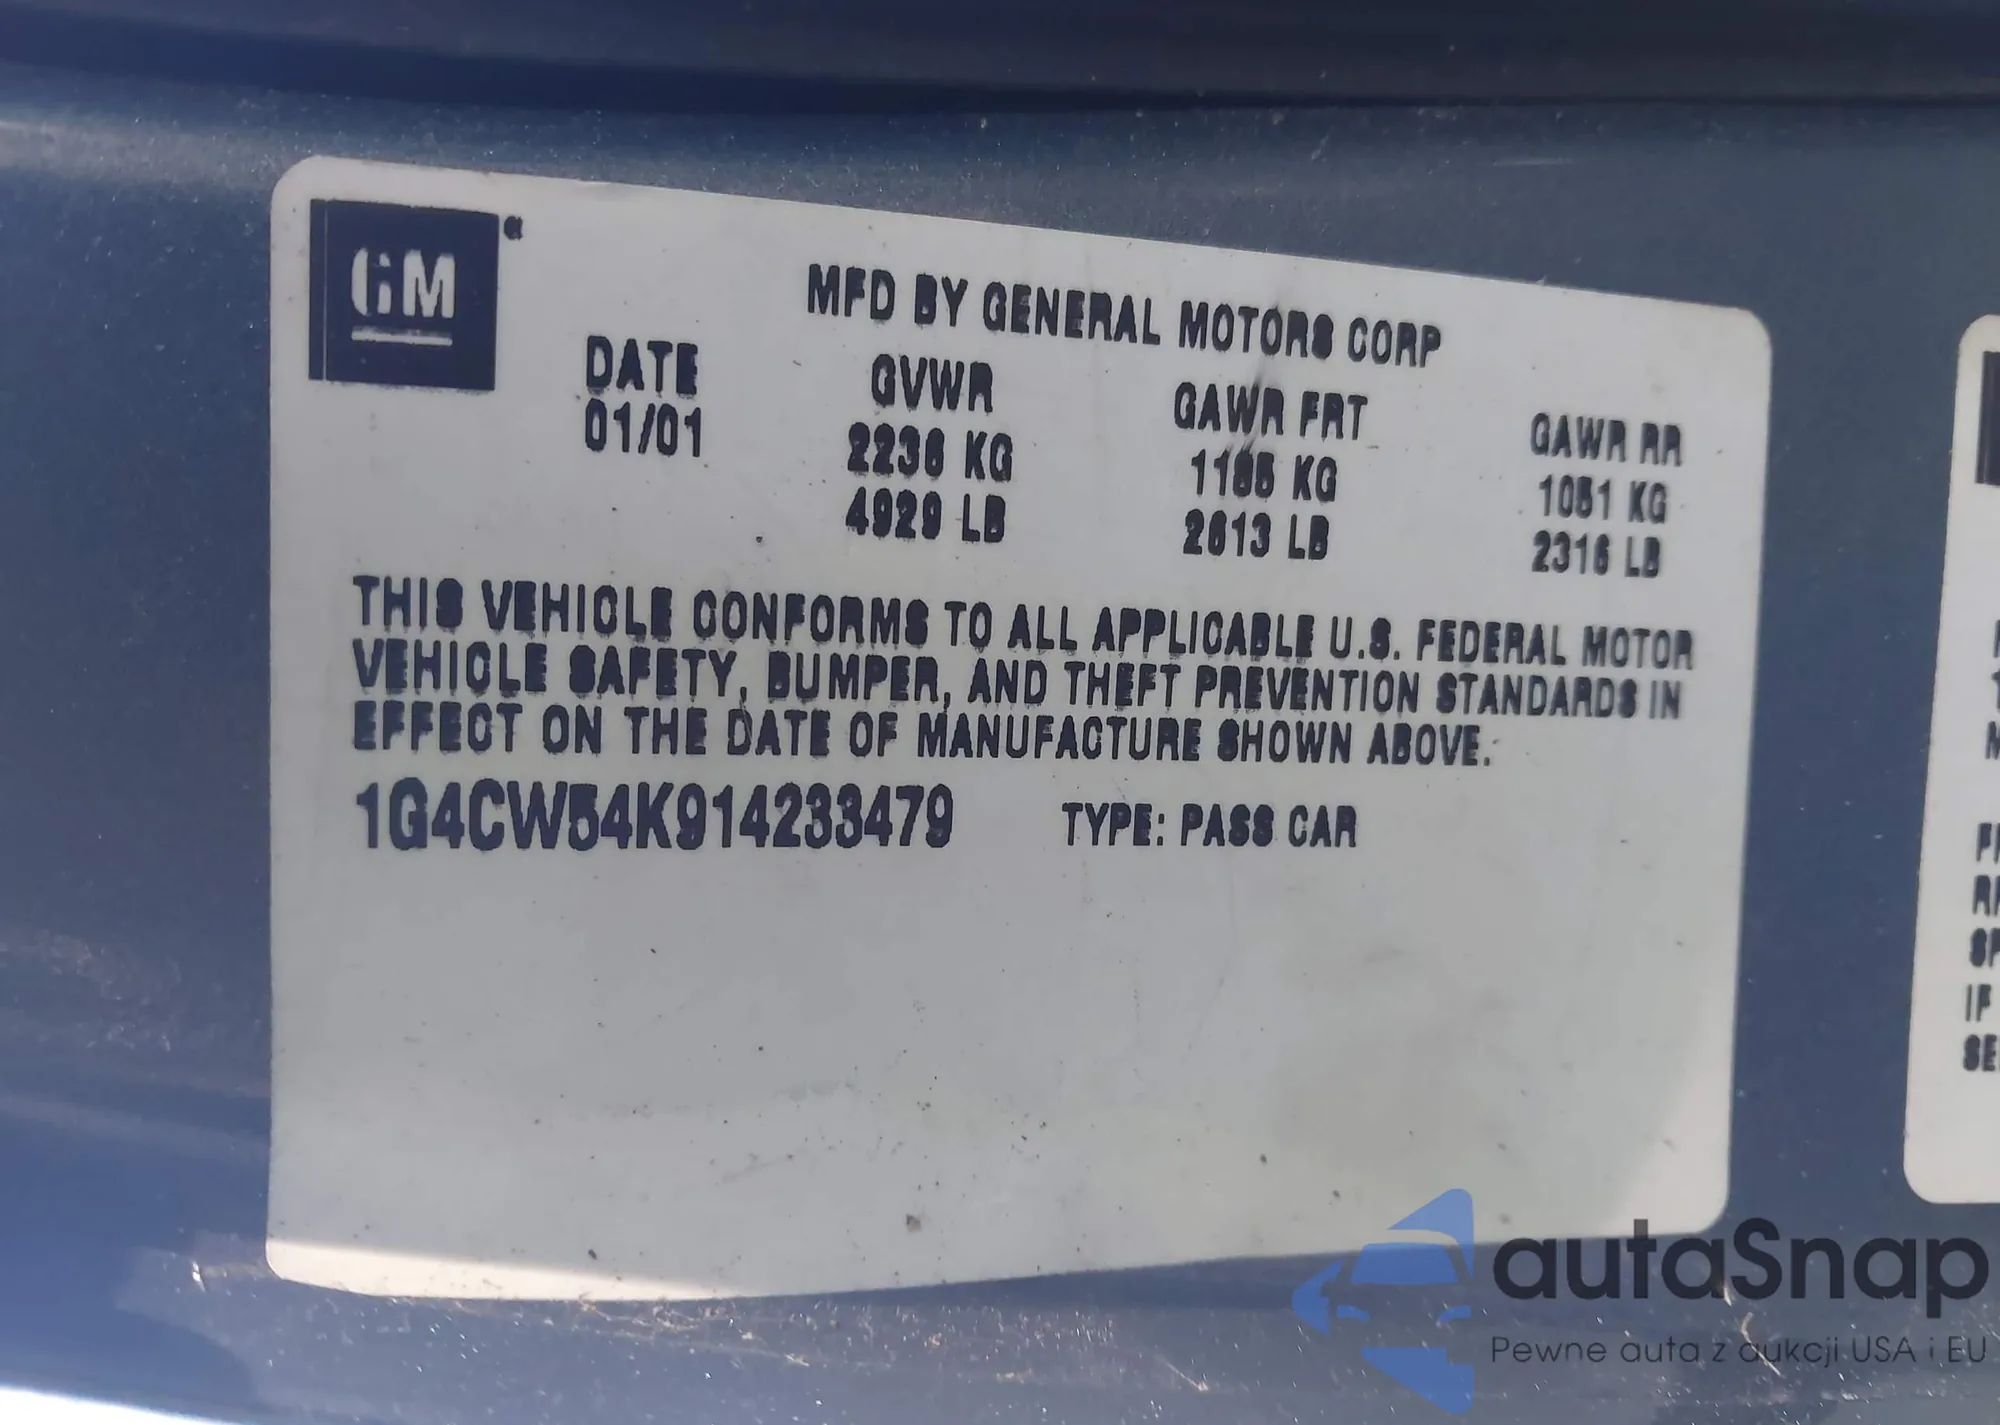 GM
MFD BY GENERAL MOTORS CORP
DATE GVWR GAWR FRT GAWR RR
01/01 2236 KG 1185 KG 1051 KG
4929 LB 2613 LB 2316 LB
THIS VEHICLE CONFORMS TO ALL APPLICABLE U.S. FEDERAL MOTOR
VEHICLE SAFETY, BUMPER, AND THEFT PREVENTION STANDARDS IN
EFFECT ON THE DATE OF MANUFACTURE SHOWN ABOVE.
1G4CW54K914233479 TYPE: PASS CAR
IF
autaSnap
Pewne auta z aukcji USA i EU